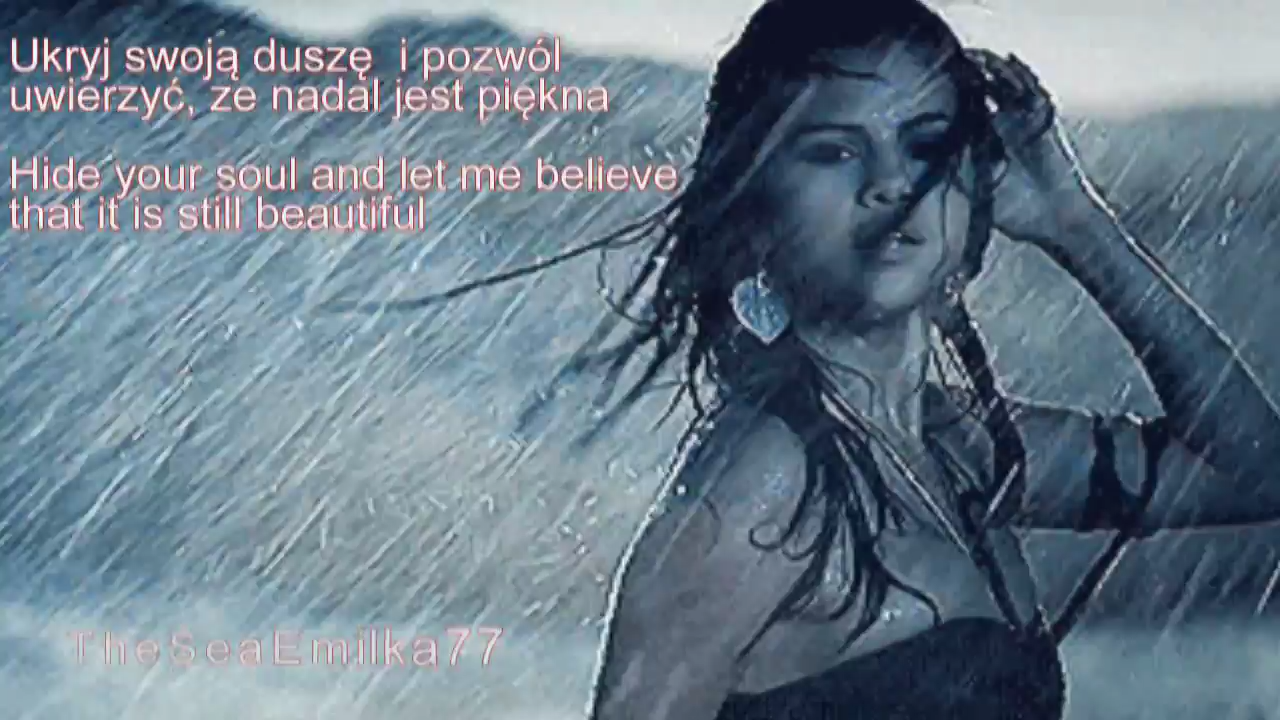 Ukryj swoją duszę i pozwól
uwierzyć, ze nadal jest piękna
Hide your soul and let me believe
that it is still beautiful
TheSeaEmilka77